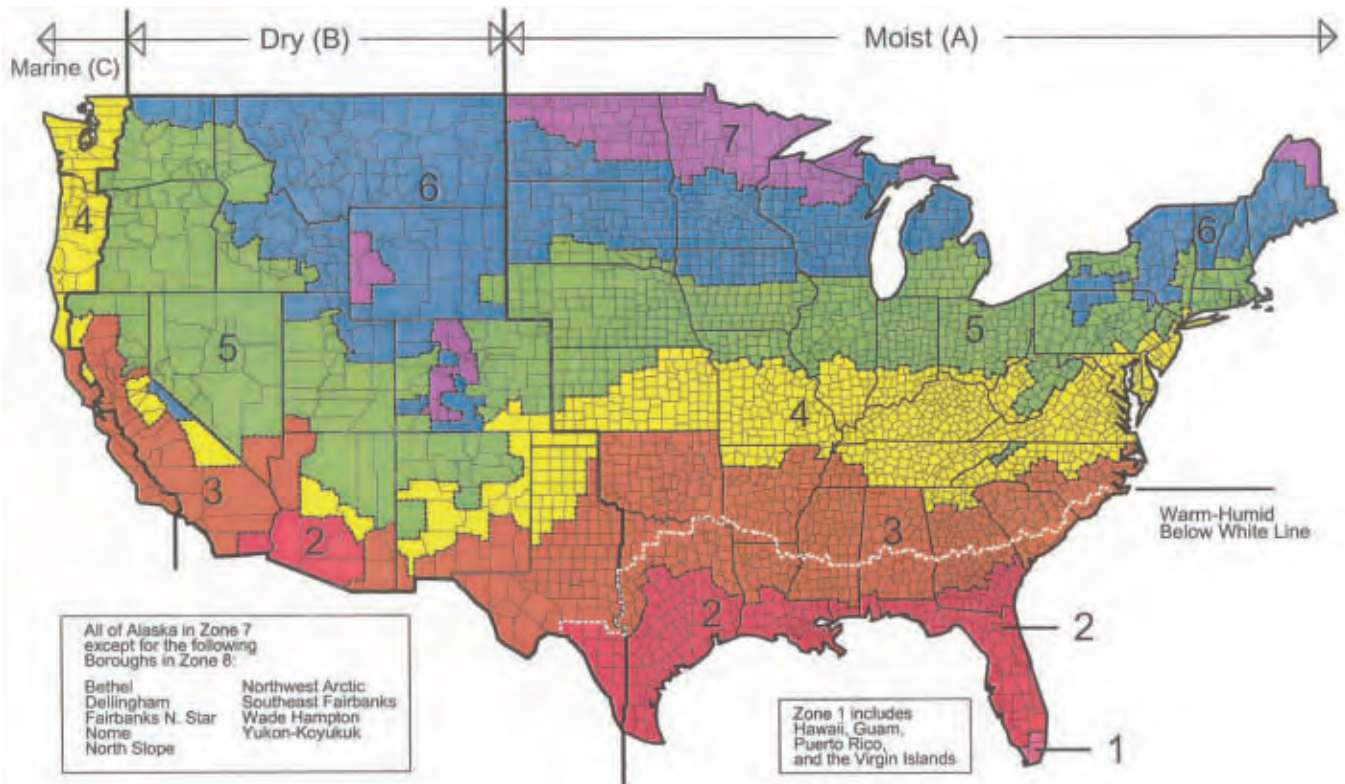 Marine (C)
Dry (B)
Moist (A)
7
6
4
6
5
5
4
3
3
2
2
Warm-Humid
Below White Line
2
1
All of Alaska in Zone 7
except for the following
Boroughs in Zone 8:
Bethel
Dellingham
Fairbanks N. Star
Nome
North Slope
Northwest Arctic
Southeast Fairbanks
Wade Hampton
Yukon-Koyukuk
Zone 1 includes
Hawaii, Guam,
Puerto Rico,
and the Virgin Islands